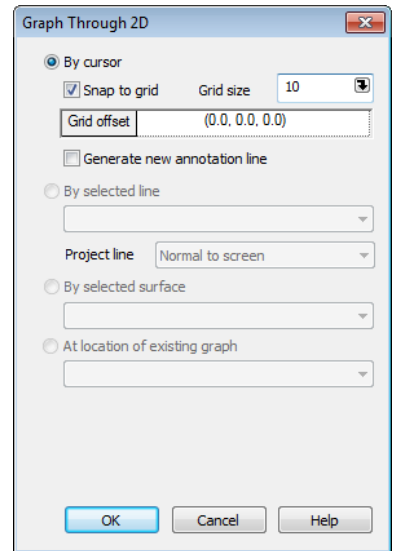 Graph Through 2D
By cursor
Snap to grid Grid size 10
Grid offset (0.0, 0.0, 0.0)
Generate new annotation line
By selected line
Project line Normal to screen
By selected surface
At location of existing graph
OK Cancel Help